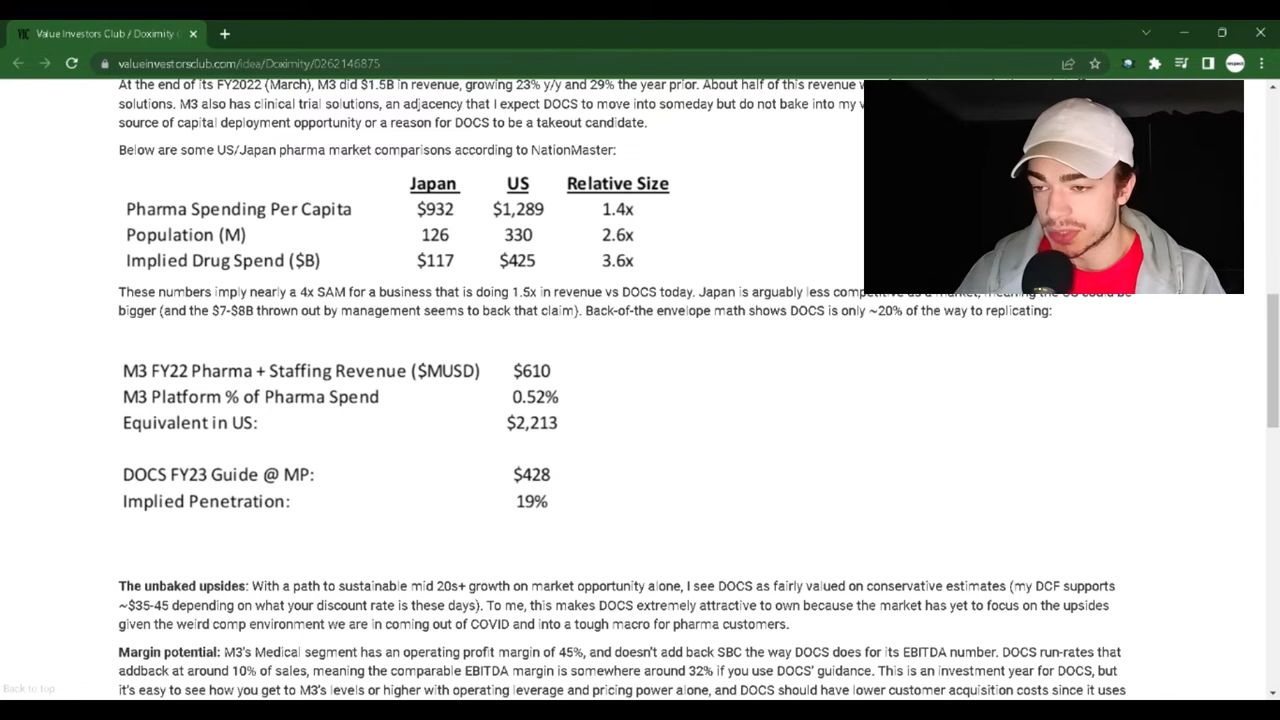 Value Investors Club / Doximity
valueinvestorsclub.com/idea/Doximity/0262146875
At the end of its FY2022 (March), M3 did $1.5B in revenue, growing 23% y/y and 29% the year prior. About half of this revenue
solutions. M3 also has clinical trial solutions, an adjacency that I expect DOCS to move into someday but do not bake into my
source of capital deployment opportunity or a reason for DOCS to be a takeout candidate.
Below are some US/Japan pharma market comparisons according to NationMaster:
Japan US Relative Size
Pharma Spending Per Capita $932 $1,289 1.4x
Population (M) 126 330 2.6x
Implied Drug Spend ($B) $117 $425 3.6x
These numbers imply nearly a 4x SAM for a business that is doing 1.5x in revenue vs DOCS today. Japan is arguably less competitive as a market, meaning the US could be
bigger (and the $7-$8B thrown out by management seems to back that claim). Back-of-the envelope math shows DOCS is only ~20% of the way to replicating:
M3 FY22 Pharma + Staffing Revenue ($MUSD) $610
M3 Platform % of Pharma Spend 0.52%
Equivalent in US: $2,213
DOCS FY23 Guide @ MP: $428
Implied Penetration: 19%
The unbaked upsides: With a path to sustainable mid 20s+ growth on market opportunity alone, I see DOCS as fairly valued on conservative estimates (my DCF supports
~$35-45 depending on what your discount rate is these days). To me, this makes DOCS extremely attractive to own because the market has yet to focus on the upsides
given the weird comp environment we are in coming out of COVID and into a tough macro for pharma customers.
Margin potential: M3's Medical segment has an operating profit margin of 45%, and doesn't add back SBC the way DOCS does for its EBITDA number. DOCS run-rates that
addback at around 10% of sales, meaning the comparable EBITDA margin is somewhere around 32% if you use DOCS' guidance. This is an investment year for DOCS, but
it's easy to see how you get to M3's levels or higher with operating leverage and pricing power alone, and DOCS should have lower customer acquisition costs since it uses
Back to top